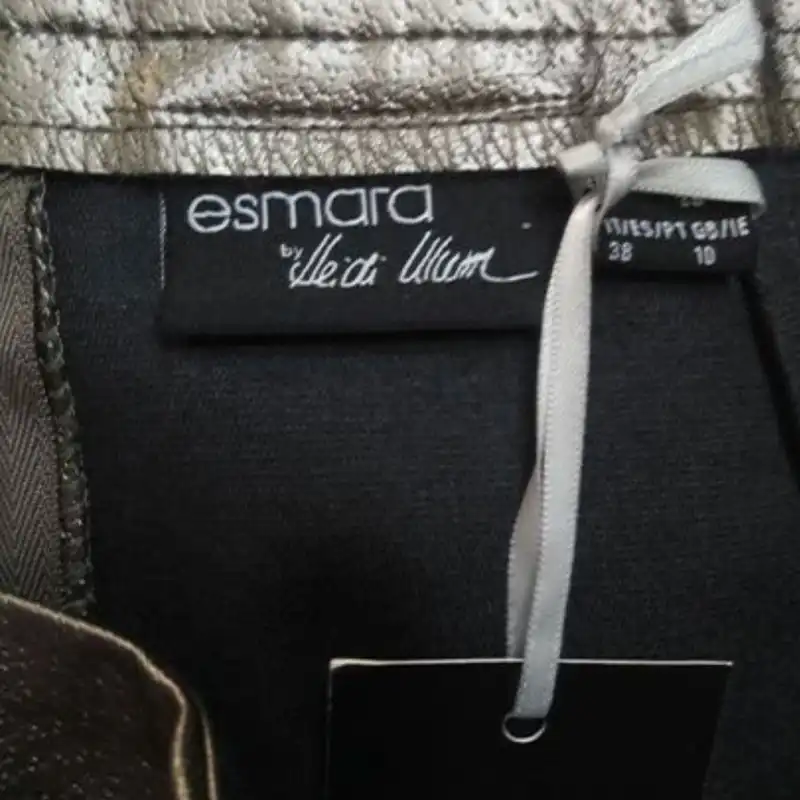 esmara
by Heidi Klum
IT/ES/PT GB/IE
38 10